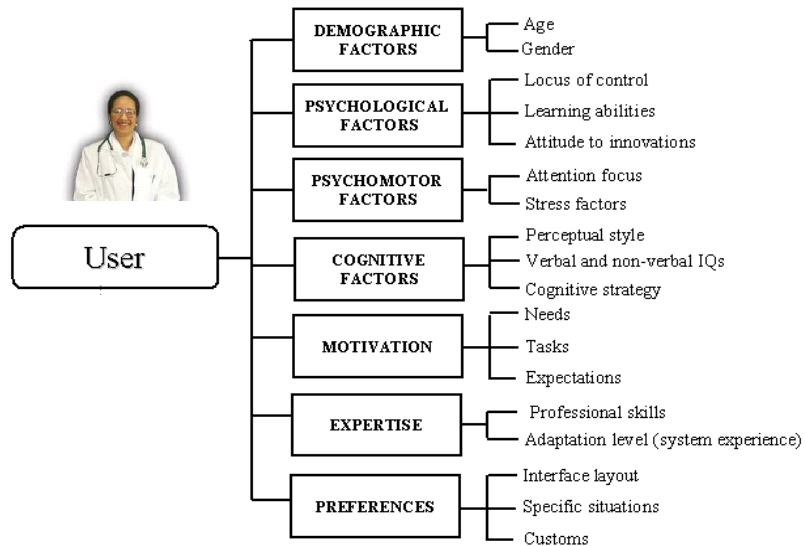 User
DEMOGRAPHIC
FACTORS
Age
Gender
PSYCHOLOGICAL
FACTORS
Locus of control
Learning abilities
Attitude to innovations
PSYCHOMOTOR
FACTORS
Attention focus
Stress factors
COGNITIVE
FACTORS
Perceptual style
Verbal and non-verbal IQs
Cognitive strategy
MOTIVATION
Needs
Tasks
Expectations
EXPERTISE
Professional skills
Adaptation level (system experience)
PREFERENCES
Interface layout
Specific situations
Customs